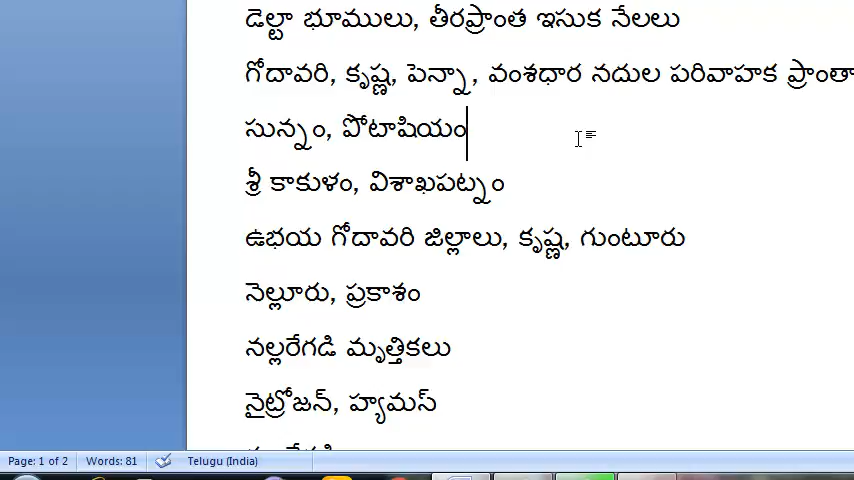 డెల్టా భూములు, తీరప్రాంత ఇసుక నేలలు
గోదావరి, కృష్ణ, పెన్నా, వంశధార నదుల పరివాహక ప్రాంతా
సున్నం, పోటాషియం
శ్రీ కాకుళం, విశాఖపట్నం
ఉభయ గోదావరి జిల్లాలు, కృష్ణ, గుంటూరు
నెల్లూరు, ప్రకాశం
నల్లరేగడి మృత్తికలు
నైట్రోజన్, హ్యమస్
Page: 1 of 2 Words: 81 Telugu (India)